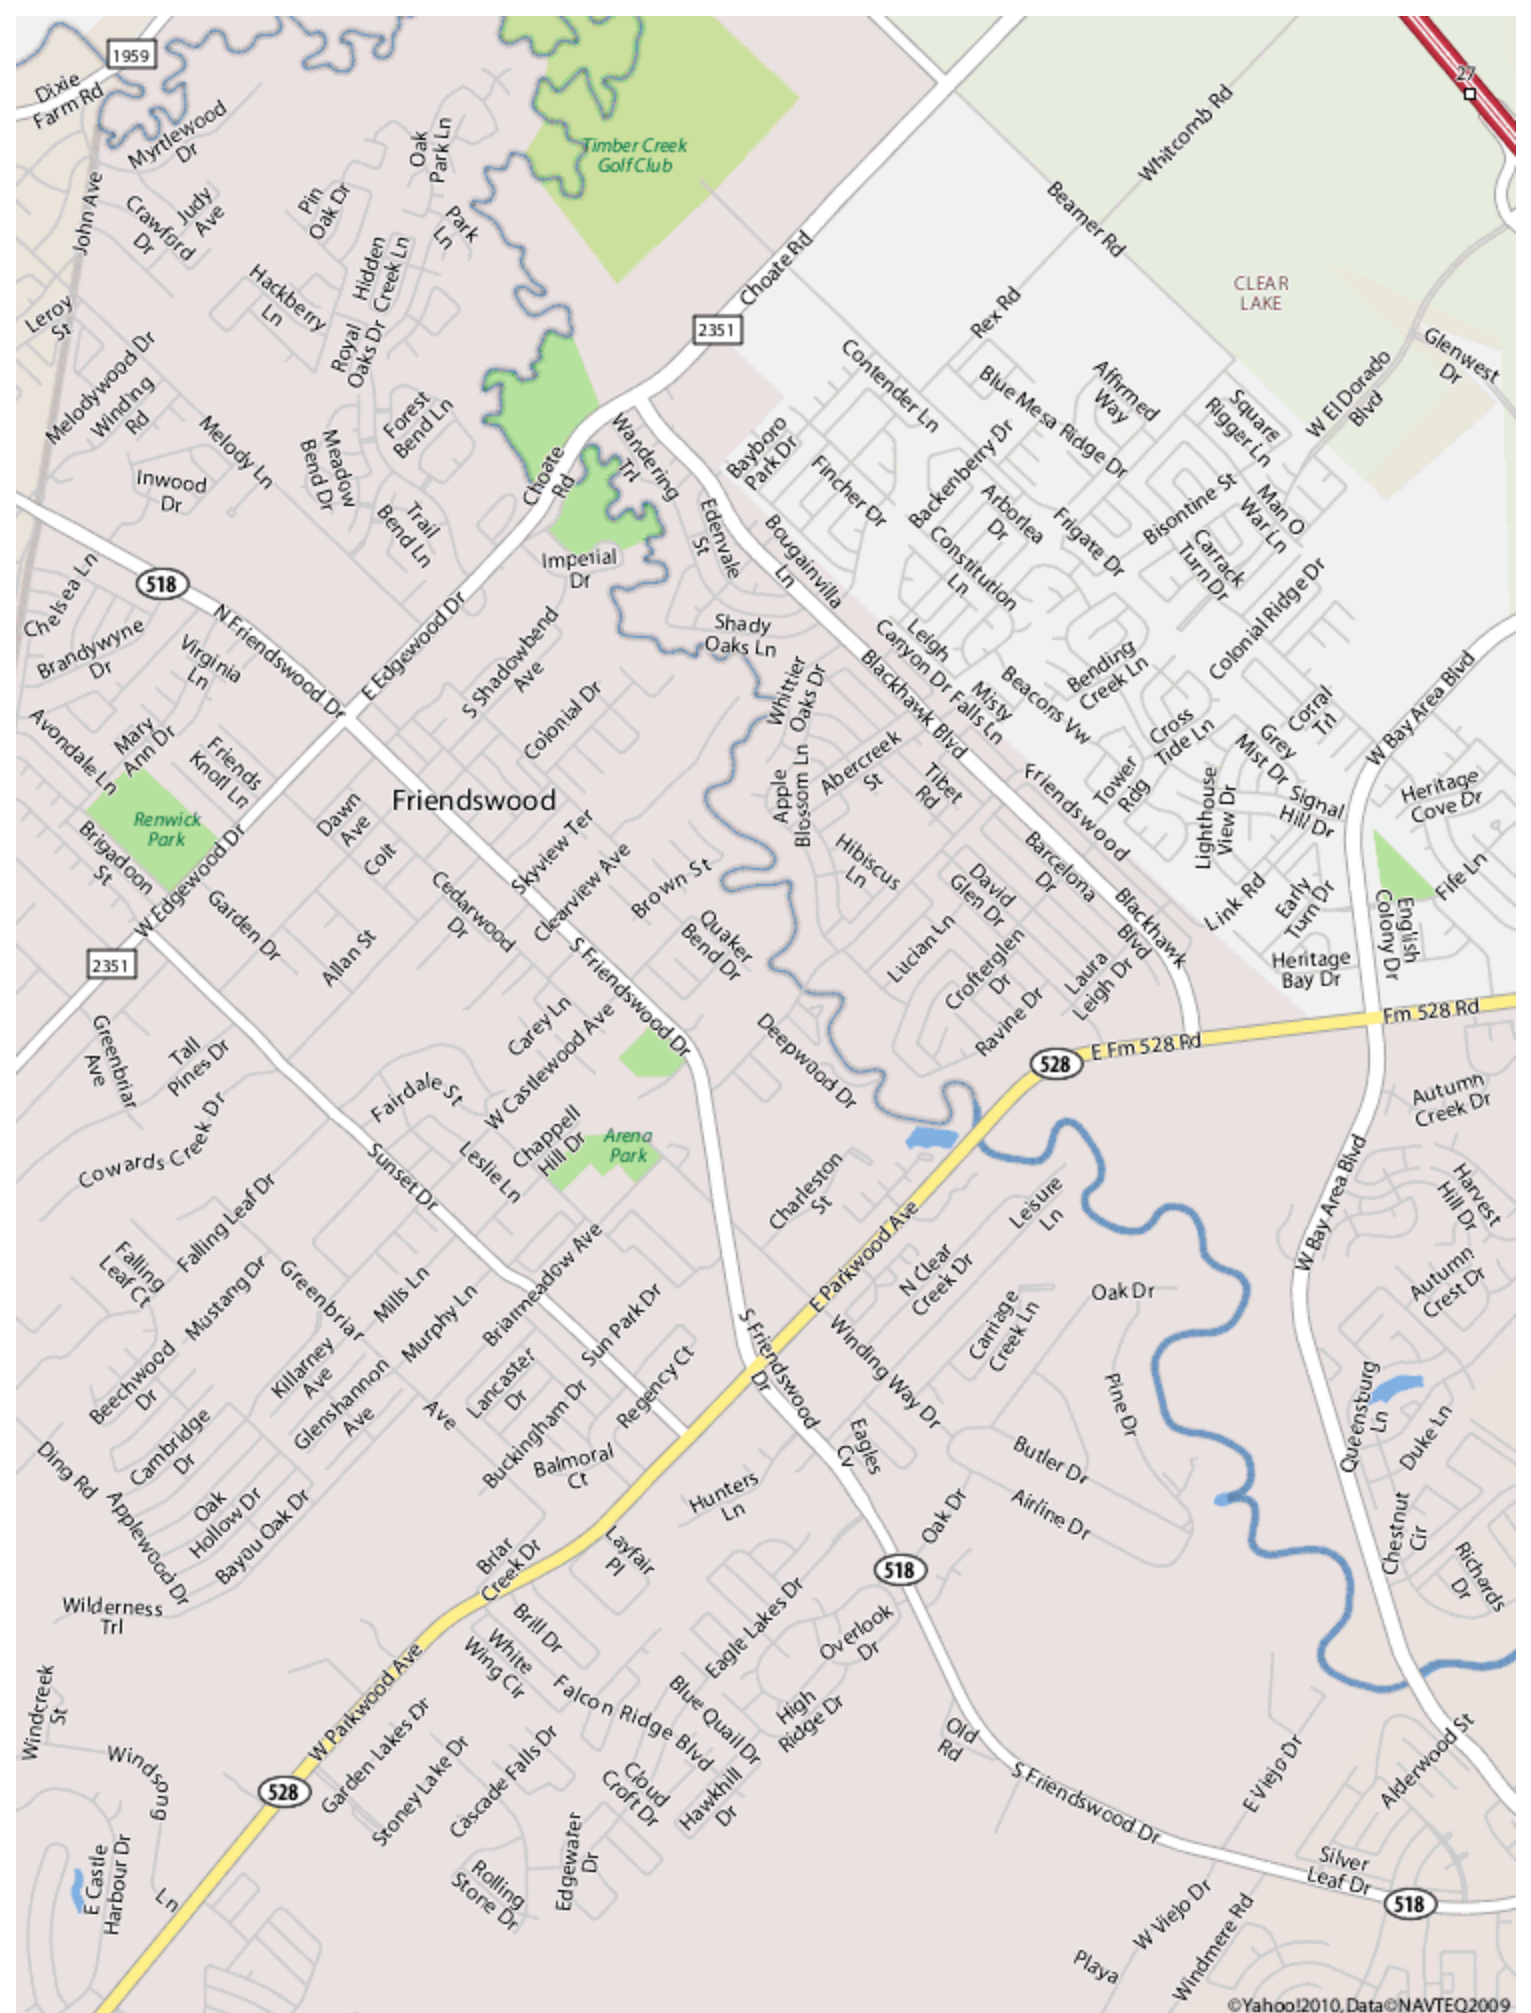 1959
27
Dixie
Farm Rd
Myrtlewood
Dr
Oak
Park Ln
Timber Creek
Golf Club
Whitcomb Rd
John Ave
Crawford
Dr
Judy
Ave
Pin
Oak Dr
Park
Ln
Beamer Rd
Hidden
Creek Ln
Choate Rd
CLEAR
LAKE
Hackberry
Ln
Leroy
St
Royal
Oaks Dr
2351
Rex Rd
Glenwest
Dr
Melodywood Dr
Winding
Rd
Contender Ln
Blue Mesa Ridge Dr
Affirmed
Way
Square
Rigger Ln
W El Dorado
Blvd
Forest
Bend Ln
Melody Ln
Meadow
Bend Dr
Inwood
Dr
Choate
Rd
Wandering
Trl
Bayboro
Park Dr
Fincher Dr
Backenberry Dr
Arborlea
Dr
Frigate Dr
Bisontine St
Man O
War Ln
Carrack
Turn Dr
Trail
Bend Ln
Imperial
Dr
Edenvale
St
Bougainvilla
Ln
Constitution
Ln
Colonial Ridge Dr
518
Chelsea Ln
N Friendswood Dr
E Edgewood Dr
Brandywyne
Dr
Virginia
Ln
S Shadowbend
Ave
Shady
Oaks Ln
Leigh
Canyon Dr
Misty
Falls Ln
Beacons Vw
Bending
Creek Ln
Blackhawk Blvd
Whittier
Oaks Dr
Colonial Dr
Avondale Ln
Mary
Ann Dr
Friends
Knoll Ln
Cross
Tide Ln
Grey
Mist Dr
Corral
Trl
W Bay Area Blvd
Apple
Blossom Ln
Abercreek
St
Tibet
Rd
Friendswood
Tower
Rdg
Lighthouse
View Dr
Signal
Hill Dr
Heritage
Cove Dr
Renwick
Park
Friendswood
Dawn
Ave
Colt
Brigadoon
St
W Edgewood Dr
Skyview Ter
Clearview Ave
Brown St
Hibiscus
Ln
Barcelona
Dr
David
Glen Dr
Blackhawk
Blvd
Link Rd
Early
Turn Dr
English
Colony Dr
Fife Ln
Garden Dr
Cedarwood
Dr
Allan St
Quaker
Bend Dr
Lucian Ln
Crofterglen
Dr
Laura
Leigh Dr
Heritage
Bay Dr
2351
S Friendswood Dr
Ravine Dr
Fm 528 Rd
E Fm 528 Rd
528
Greenbriar
Ave
Tall
Pines Dr
Carey Ln
W Castlewood Ave
Deepwood Dr
Fairdale St
Autumn
Creek Dr
Cowards Creek Dr
Chappell
Hill Dr
Arena
Park
Leslie Ln
Sunset Dr
Charleston
St
Leisure
Ln
Harvest
Hill Dr
W Bay Area Blvd
Falling Leaf Dr
Falling
Leaf Ct
Mustang Dr
Greenbriar
Ave
Mills Ln
Murphy Ln
Briarmeadow Ave
E Parkwood Ave
N Clear
Creek Dr
Oak Dr
Autumn
Crest Dr
Sun Park Dr
S Friendswood
Dr
Winding Way Dr
Carriage
Creek Ln
Beechwood
Dr
Killarney
Ave
Glenshannon
Ave
Lancaster
Dr
Regency Ct
Pine Dr
Queensburg
Ln
Duke Ln
Cambridge
Dr
Buckingham Dr
Balmoral
Ct
Eagles
Cv
Butler Dr
Ding Rd
Applewood Dr
Oak
Hollow Dr
Bayou Oak Dr
Hunters
Ln
Oak Dr
Airline Dr
Chestnut
Cir
Richards
Dr
Briar
Creek Dr
Layfair
Pl
518
Wilderness
Trl
Brill Dr
White
Wing Cir
Eagle Lakes Dr
Overlook
Dr
Windcreek
St
W Parkwood Ave
Falcon Ridge Blvd
Blue Quail Dr
High
Ridge Dr
Old
Rd
Windsong
Ln
528
Garden Lakes Dr
Stoney Lake Dr
Cascade Falls Dr
Cloud
Croft Dr
Hawkhill
Dr
S Friendswood Dr
E Viejo Dr
Alderwood St
E Castle
Harbour Dr
Rolling
Stone Dr
Edgewater
Dr
Silver
Leaf Dr
518
W Viejo Dr
Windmere Rd
Playa
©Yahoo!2010, Data©NAVTEQ2009